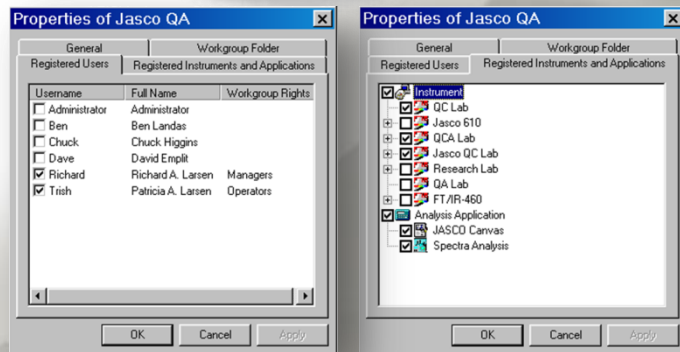 Properties of Jasco QA
General
Workgroup Folder
Registered Users
Registered Instruments and Applications
Username Full Name Workgroup Rights
Administrator Administrator
Ben Ben Landas
Chuck Chuck Higgins
Dave David Emplit
Richard Richard A. Larsen Managers
Trish Patricia A. Larsen Operators
OK Cancel Apply
Properties of Jasco QA
General
Workgroup Folder
Registered Users
Registered Instruments and Applications
Instrument
QC Lab
Jasco 610
QCA Lab
Jasco QC Lab
Research Lab
QA Lab
FT/IR-460
Analysis Application
JASCO Canvas
Spectra Analysis
OK Cancel Apply